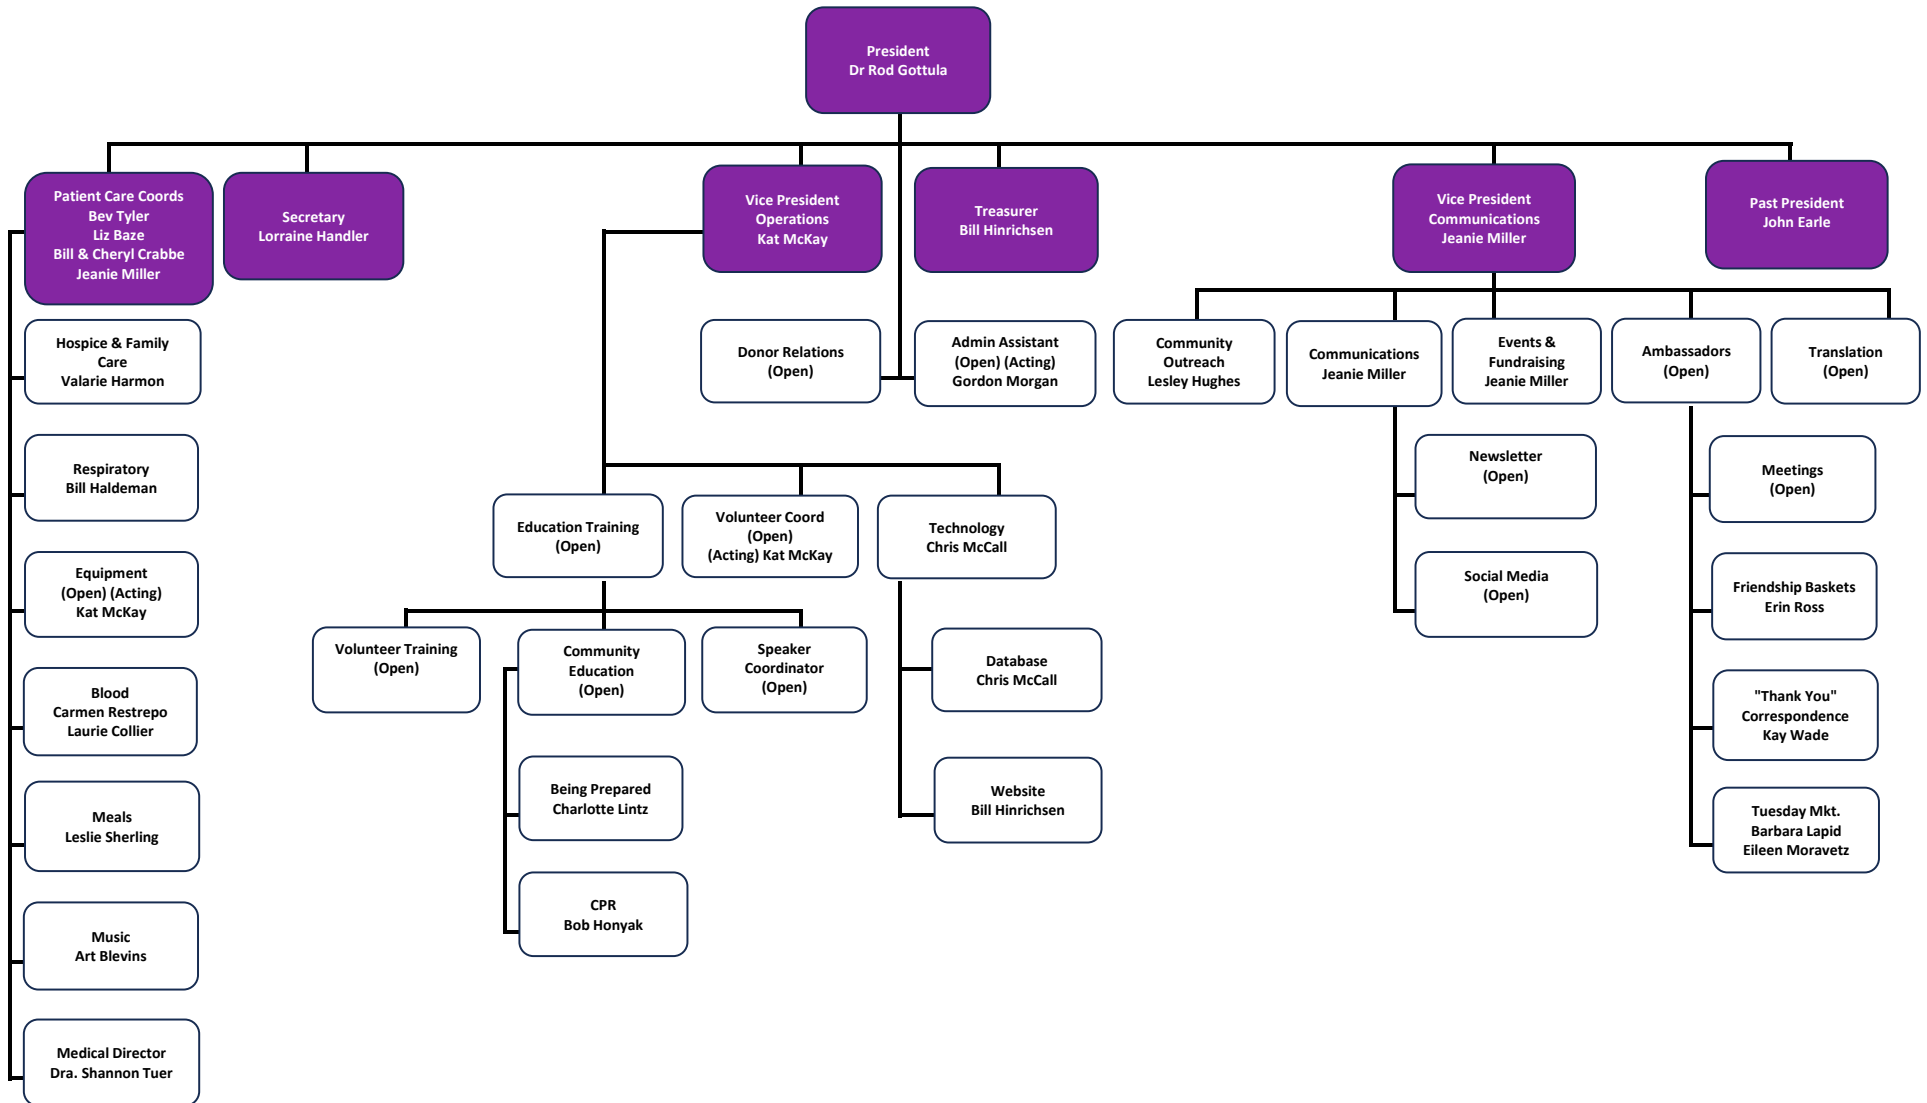 President
Dr Rod Gottula
Patient Care Coords
Bev Tyler
Liz Baze
Bill & Cheryl Crabbe
Jeanie Miller
Secretary
Lorraine Handler
Vice President
Operations
Kat McKay
Treasurer
Bill Hinrichsen
Vice President
Communications
Jeanie Miller
Past President
John Earle
Hospice & Family
Care
Valarie Harmon
Donor Relations
(Open)
Admin Assistant
(Open) (Acting)
Gordon Morgan
Community
Outreach
Lesley Hughes
Communications
Jeanie Miller
Events &
Fundraising
Jeanie Miller
Ambassadors
(Open)
Translation
(Open)
Respiratory
Bill Haldeman
Newsletter
(Open)
Meetings
(Open)
Education Training
(Open)
Volunteer Coord
(Open)
(Acting) Kat McKay
Technology
Chris McCall
Equipment
(Open) (Acting)
Kat McKay
Social Media
(Open)
Friendship Baskets
Erin Ross
Volunteer Training
(Open)
Community
Education
(Open)
Speaker
Coordinator
(Open)
Database
Chris McCall
Blood
Carmen Restrepo
Laurie Collier
"Thank You"
Correspondence
Kay Wade
Being Prepared
Charlotte Lintz
Website
Bill Hinrichsen
Meals
Leslie Sherling
Tuesday Mkt.
Barbara Lapid
Eileen Moravetz
CPR
Bob Honyak
Music
Art Blevins
Medical Director
Dra. Shannon Tuer